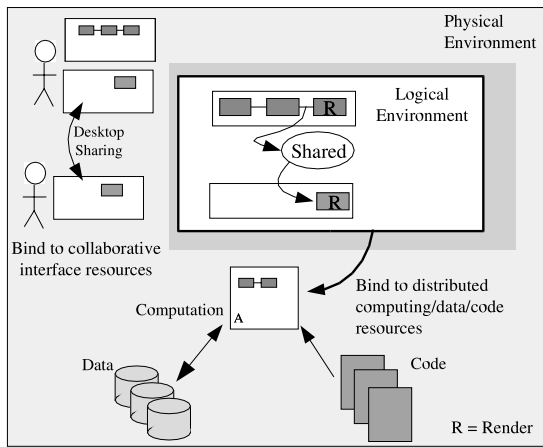 Physical
Environment
Logical
Environment
R
Shared
R
Desktop
Sharing
Bind to collaborative
interface resources
Bind to distributed
computing/data/code
resources
Computation
A
Data
Code
R = Render